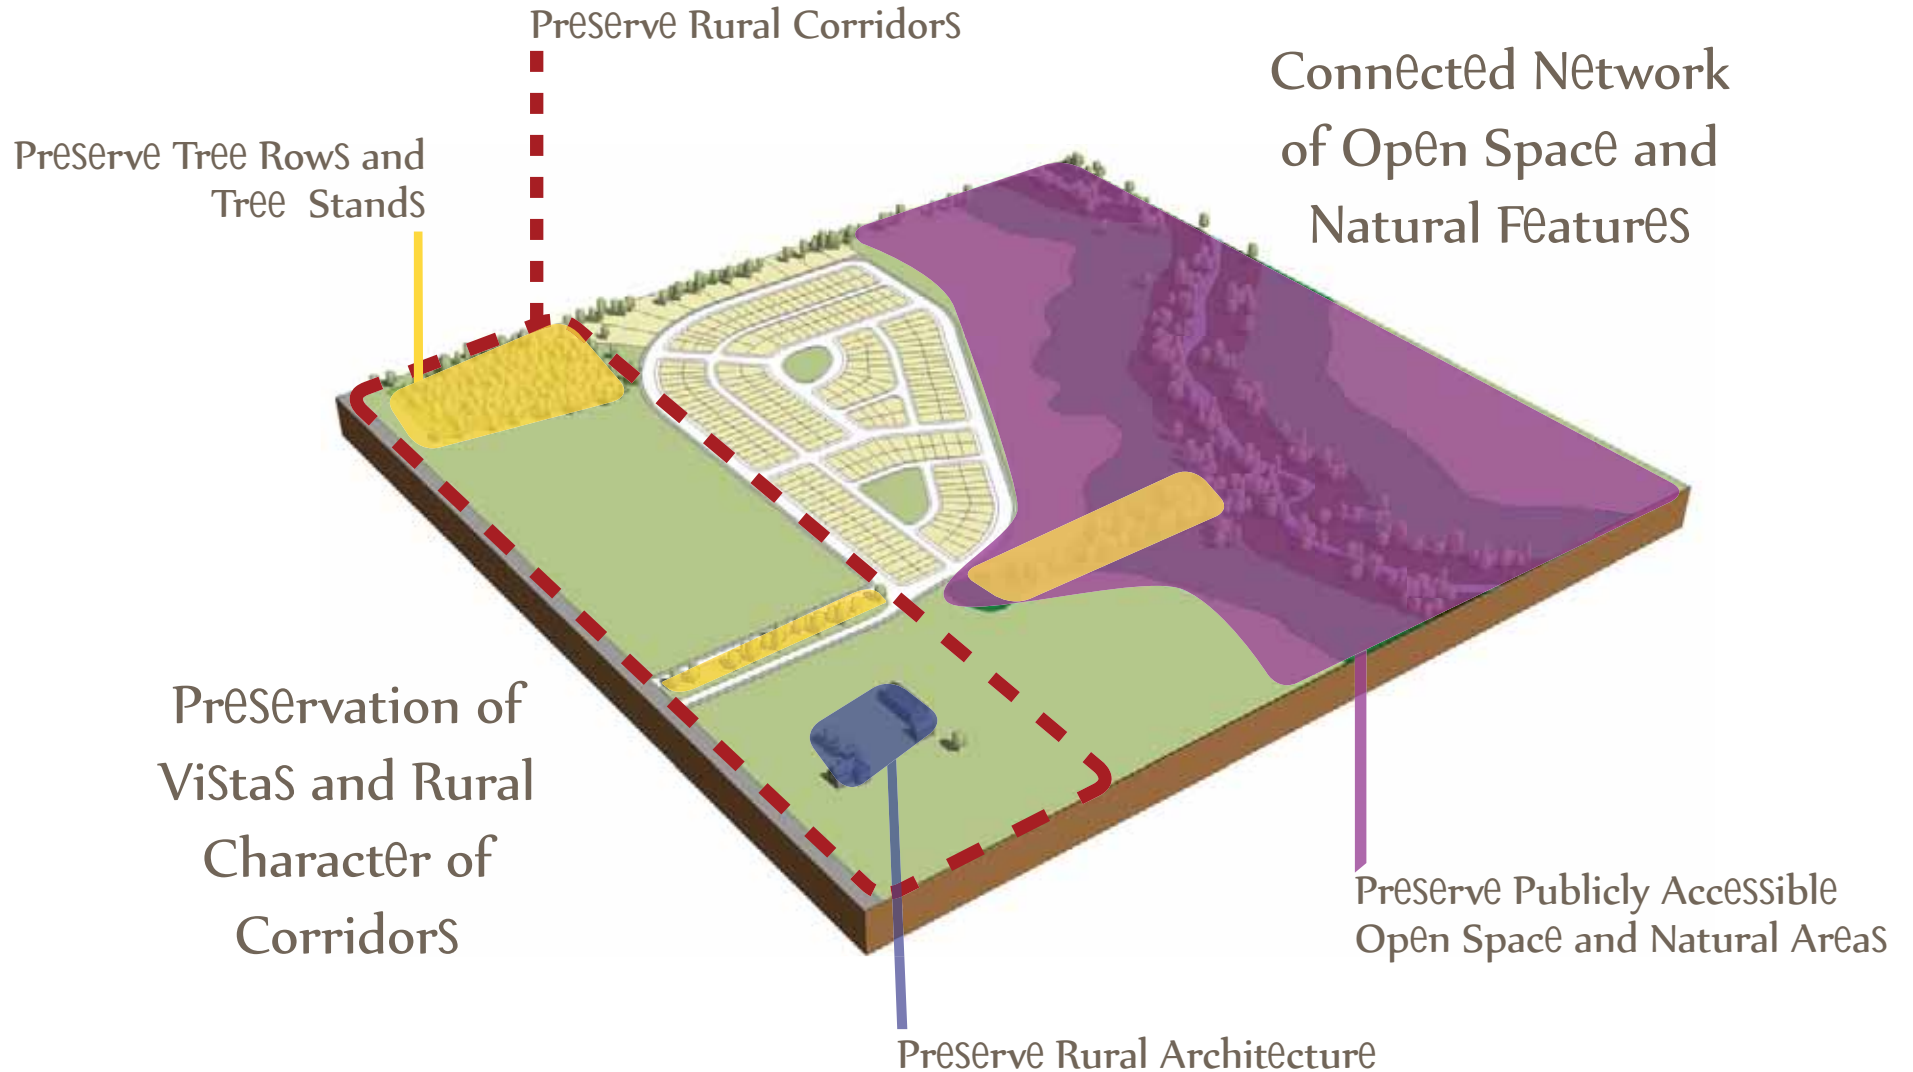 Preserve Rural Corridors
Connected Network
of Open Space and
Natural Features
Preserve Tree Rows and
Tree Stands
Preservation of
Vistas and Rural
Character of
Corridors
Preserve Publicly Accessible
Open Space and Natural Areas
Preserve Rural Architecture